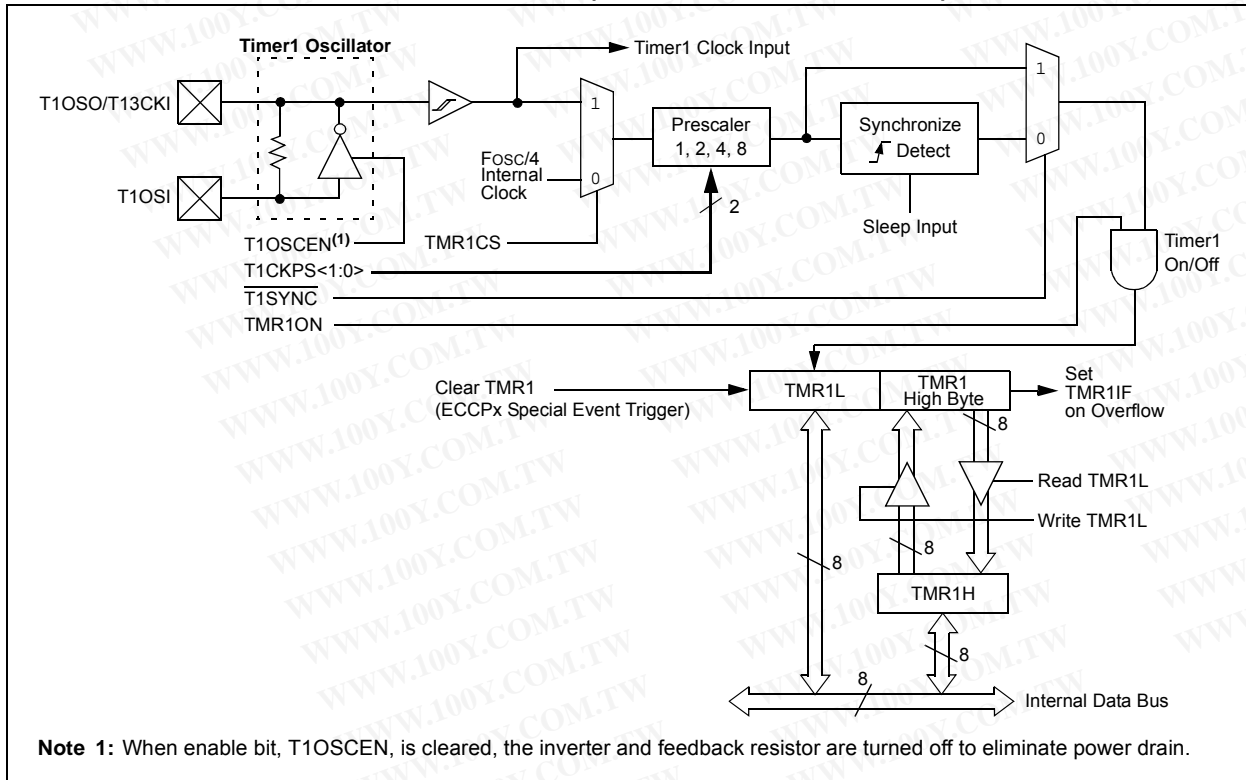 Timer1 Oscillator
Timer1 Clock Input
T1OSO/T13CKI
1
1
Prescaler
1, 2, 4, 8
Synchronize
Detect
FOSC/4
Internal
Clock
0
0
T1OSI
2
Sleep Input
T1OSCEN(1)
TMR1CS
Timer1
On/Off
T1CKPS<1:0>
T1SYNC
TMR1ON
Clear TMR1
(ECCPx Special Event Trigger)
TMR1L
TMR1
High Byte
Set
TMR1IF
on Overflow
8
Read TMR1L
Write TMR1L
8
8
TMR1H
8
8
Internal Data Bus
Note 1: When enable bit, T1OSCEN, is cleared, the inverter and feedback resistor are turned off to eliminate power drain.
WWW.100Y.COM.TW